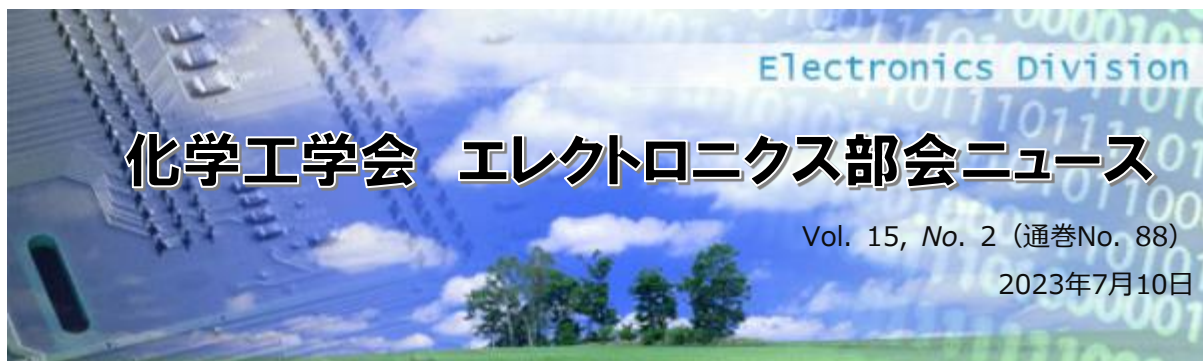 Electronics Division
化学工学会 エレクトロニクス部会ニュース
Vol. 15, No. 2（通巻No. 88）
2023年7月10日